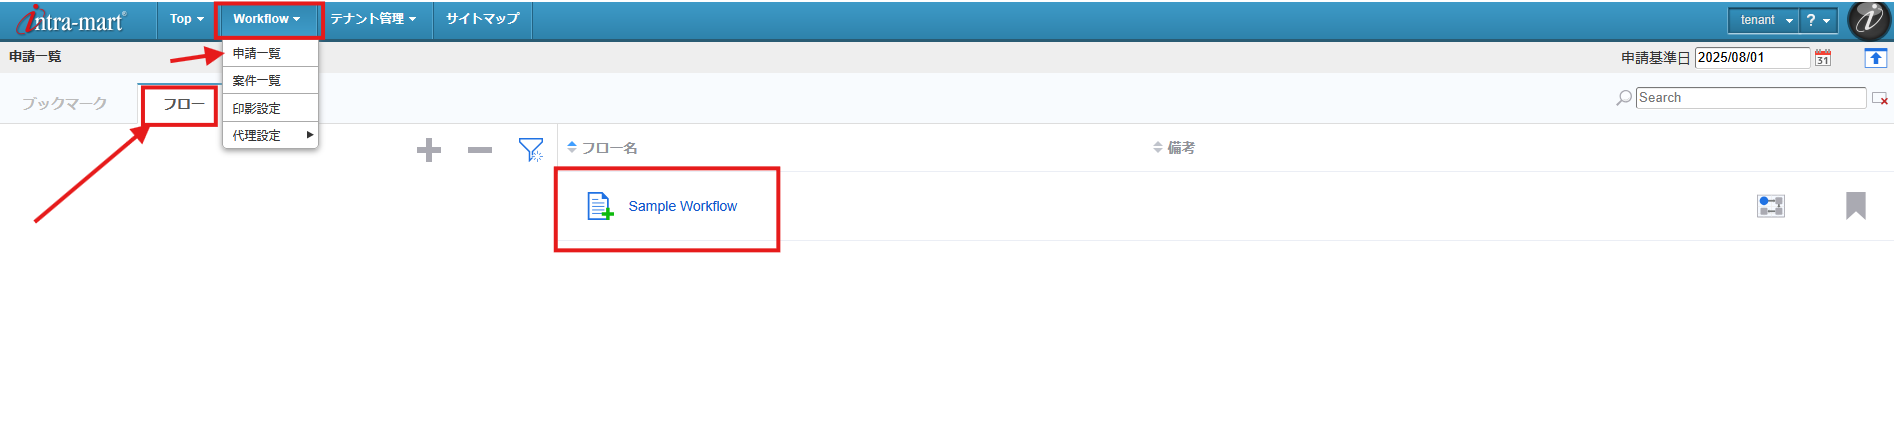 intra-mart®
Top
Workflow
テナント管理
サイトマップ
tenant
?
申請一覧
案件一覧
印影設定
代理設定
申請一覧
申請基準日
2025/08/01
31
ブックマーク
フロー
Search
フロー名
備考
Sample Workflow